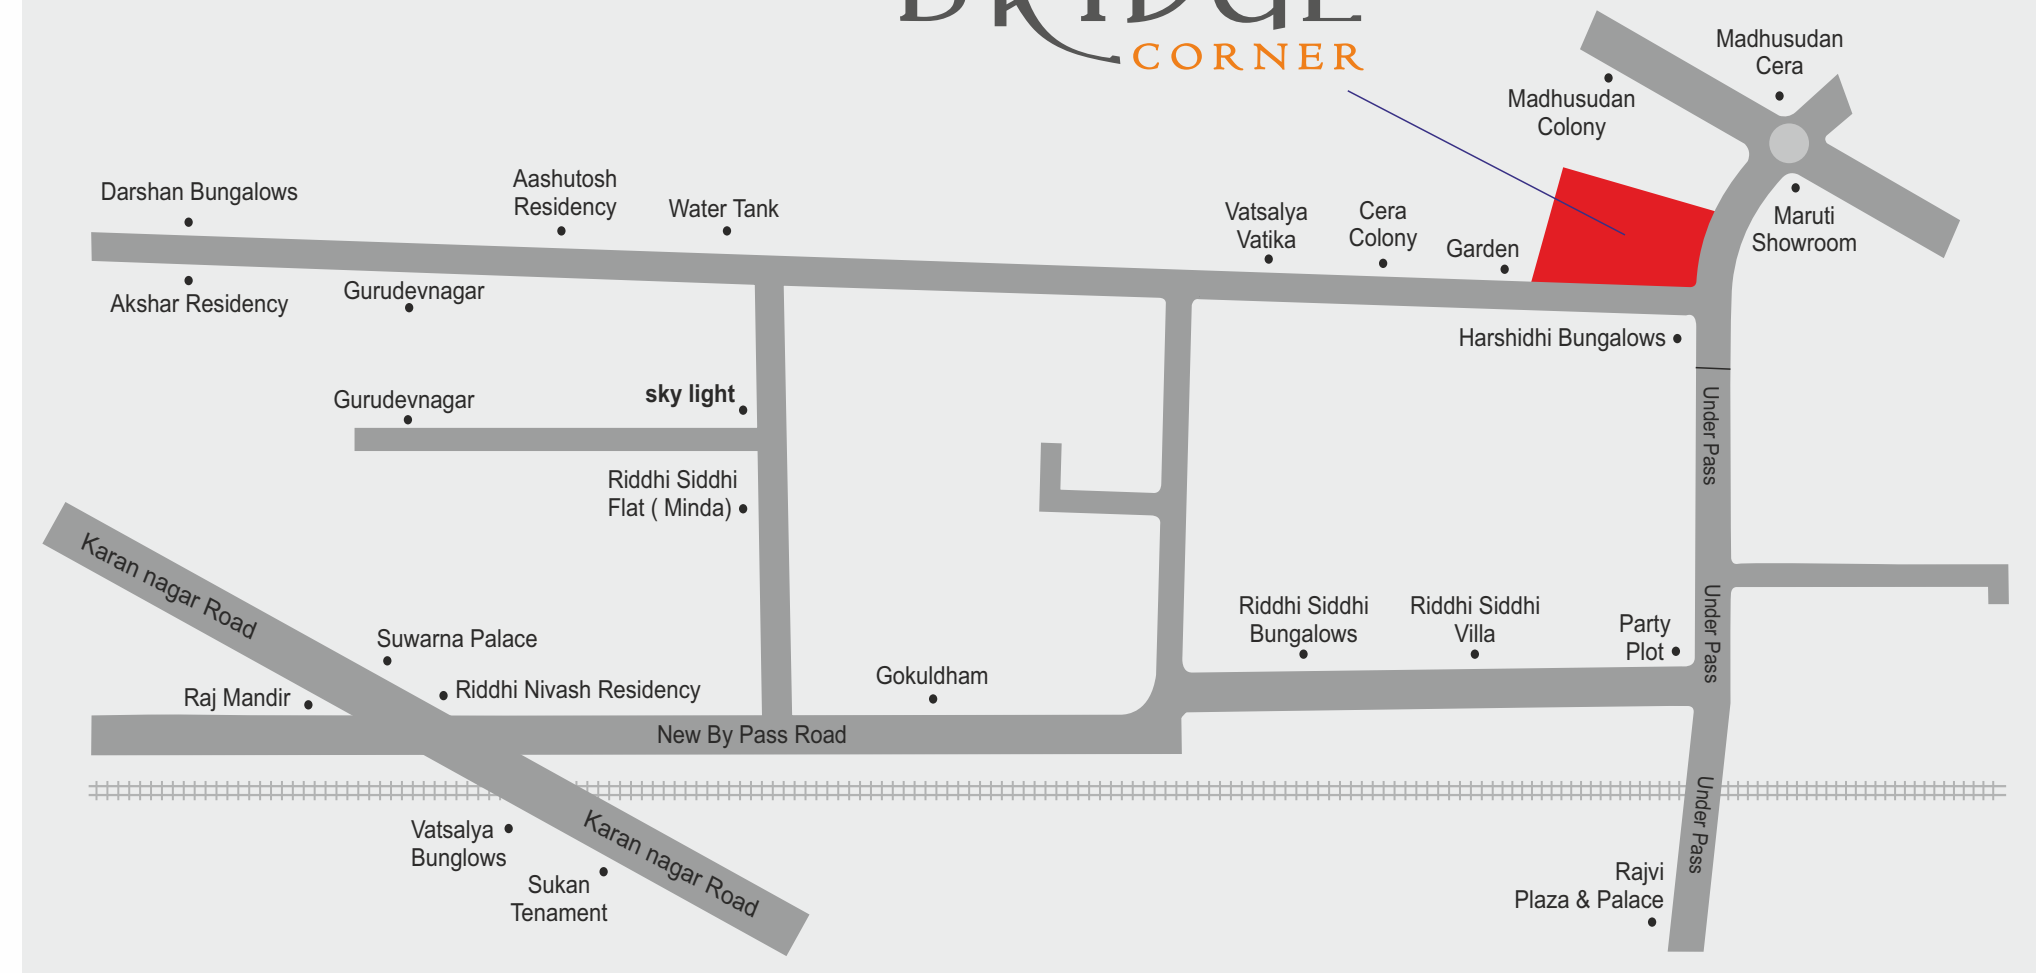 BRIDGE
CORNER
Madhusudan
Cera
Madhusudan
Colony
Maruti
Showroom
Darshan Bungalows
Aashutosh
Residency
Water Tank
Vatsalya
Vatika
Cera
Colony
Garden
Akshar Residency
Gurudevnagar
Harshidhi Bungalows
Gurudevnagar
sky light
Under Pass
Riddhi Siddhi
Flat ( Minda)
Karan nagar Road
Suwarna Palace
Riddhi Nivash Residency
Raj Mandir
Gokuldham
Riddhi Siddhi
Bungalows
Riddhi Siddhi
Villa
Party
Plot
Under Pass
New By Pass Road
Under Pass
Vatsalya
Bunglows
Karan nagar Road
Sukan
Tenament
Rajvi
Plaza & Palace